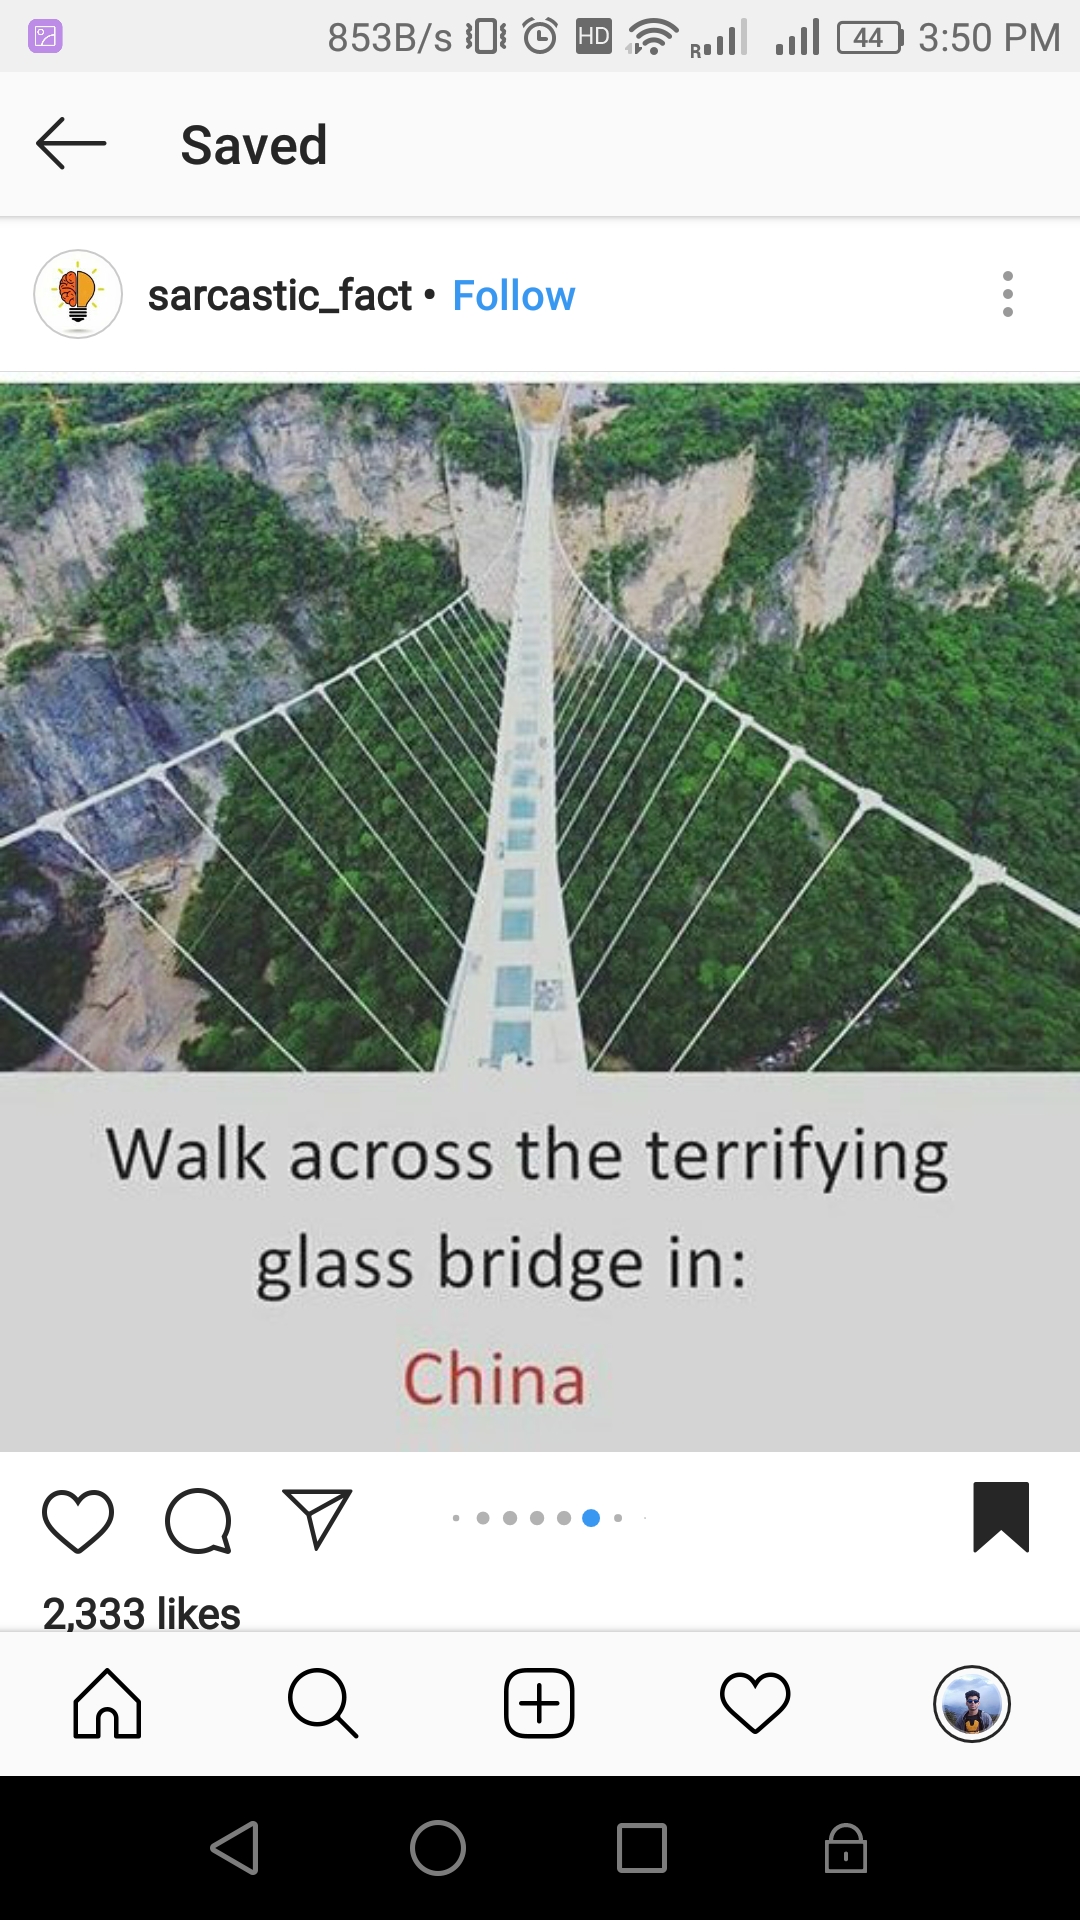 853B/s HD R 44 3:50 PM
Saved
sarcastic_fact • Follow
Walk across the terrifying
glass bridge in:
China
2,333 likes